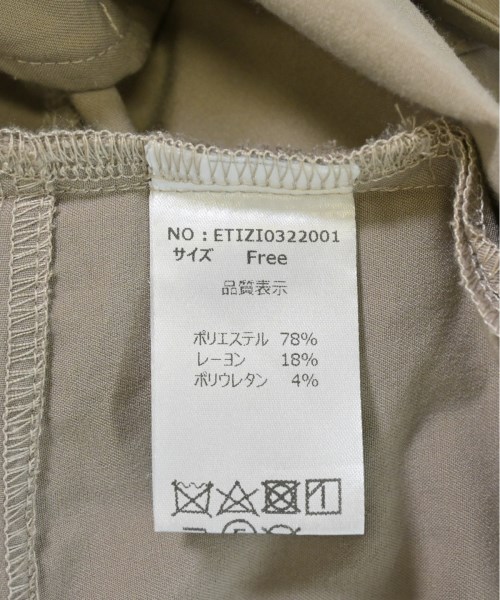 NO : ETIZI0322001
サイズ Free
品質表示
ポリエステル 78%
レーヨン 18%
ポリウレタン 4%